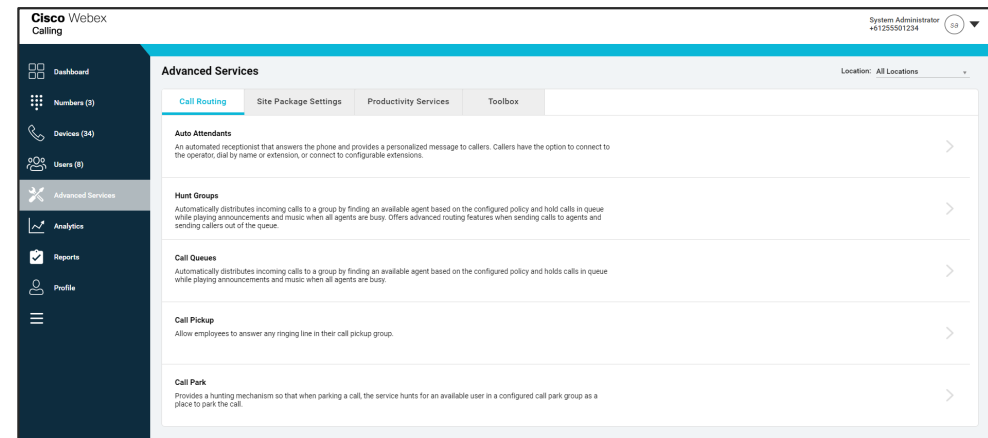 Cisco Webex
Calling
System Administrator
+61255501234
sa
Dashboard
Numbers (3)
Devices (34)
Users (8)
Advanced Services
Analytics
Reports
Profile
Advanced Services
Location: All Locations
Call Routing Site Package Settings Productivity Services Toolbox
Auto Attendants
An automated receptionist that answers the phone and provides a personalized message to callers. Callers have the option to connect to
the operator, dial by name or extension, or connect to configurable extensions.
Hunt Groups
Automatically distributes incoming calls to a group by finding an available agent based on the configured policy and hold calls in queue
while playing announcements and music when all agents are busy. Offers advanced routing features when sending calls to agents and
sending callers out of the queue.
Call Queues
Automatically distributes incoming calls to a group by finding an available agent based on the configured policy and holds calls in queue
while playing announcements and music when all agents are busy.
Call Pickup
Allow employees to answer any ringing line in their call pickup group.
Call Park
Provides a hunting mechanism so that when parking a call, the service hunts for an available user in a configured call park group as a
place to park the call.